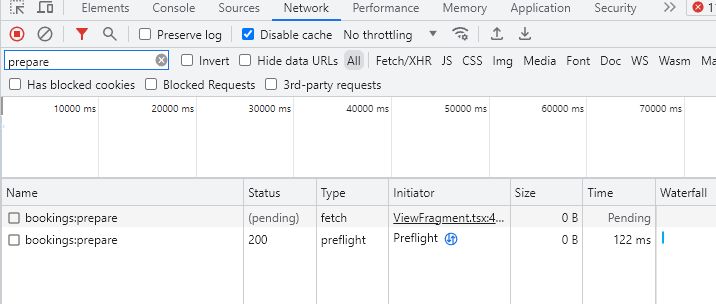 Elements Console Sources Network Performance Memory Application Security » 11
Preserve log Disable cache No throttling
prepare Invert Hide data URLs All Fetch/XHR JS CSS Img Media Font Doc WS Wasm
Has blocked cookies Blocked Requests 3rd-party requests
10000 ms 20000 ms 30000 ms 40000 ms 50000 ms 60000 ms 70000 ms
Name Status Type Initiator Size Time Waterfall
bookings:prepare (pending) fetch ViewFragment.tsx:4... 0 B Pending
bookings:prepare 200 preflight Preflight 0 B 122 ms